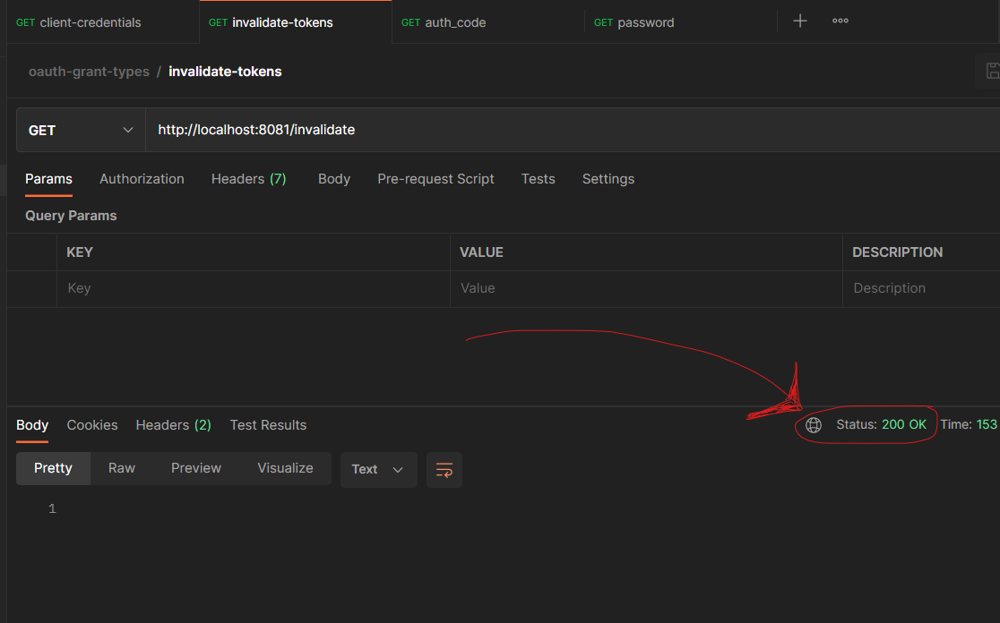 GET client-credentials GET invalidate-tokens GET auth_code GET password
oauth-grant-types / invalidate-tokens
GET http://localhost:8081/invalidate
Params Authorization Headers (7) Body Pre-request Script Tests Settings
Query Params
KEY VALUE DESCRIPTION
Key Value Description
Body Cookies Headers (2) Test Results Status: 200 OK Time: 153
Pretty Raw Preview Visualize Text
1